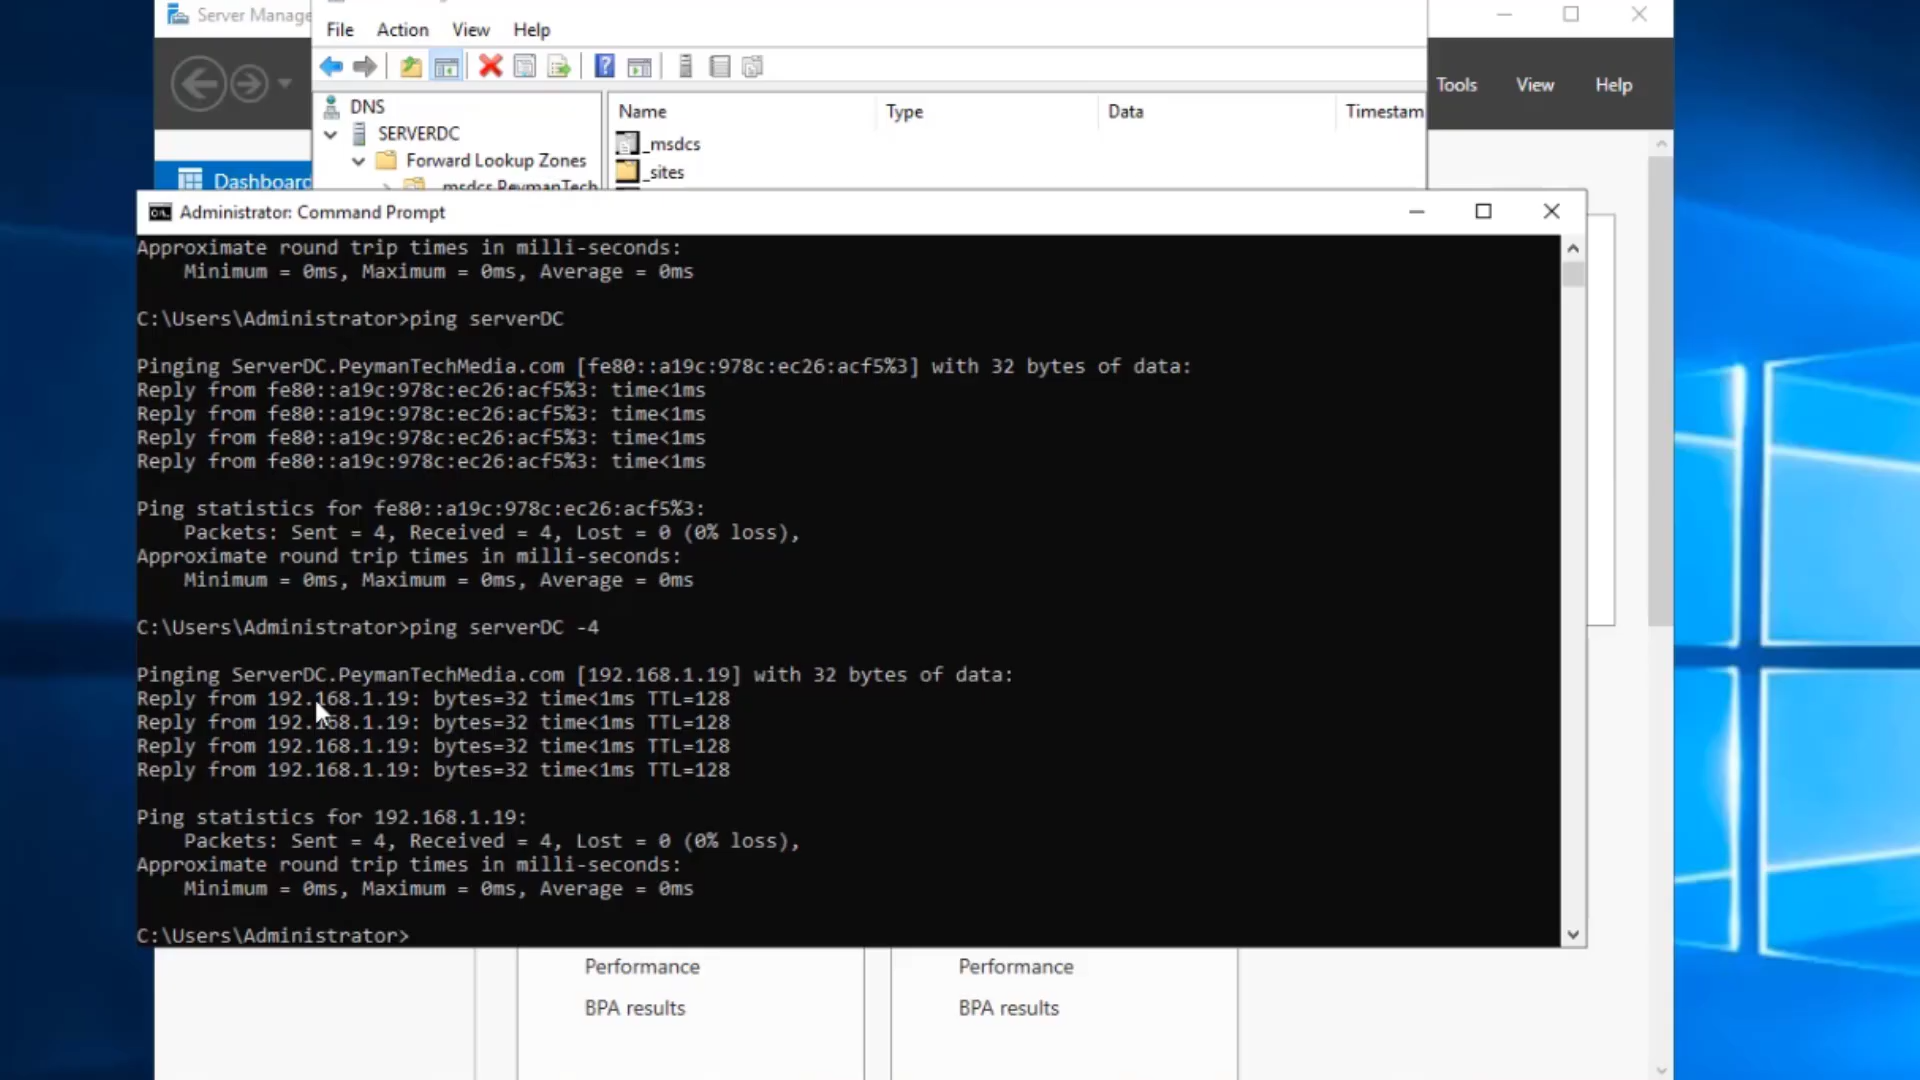 Server Manage
File Action View Help
Tools View Help
DNS
SERVERDC
Forward Lookup Zones
_msdcs.PeymanTech
Name Type Data Timestam
_msdcs
_sites
Dashboard
Administrator: Command Prompt
Approximate round trip times in milli-seconds:
Minimum = 0ms, Maximum = 0ms, Average = 0ms
C:\Users\Administrator>ping serverDC
Pinging ServerDC.PeymanTechMedia.com [fe80::a19c:978c:ec26:acf5%3] with 32 bytes of data:
Reply from fe80::a19c:978c:ec26:acf5%3: time<1ms
Reply from fe80::a19c:978c:ec26:acf5%3: time<1ms
Reply from fe80::a19c:978c:ec26:acf5%3: time<1ms
Reply from fe80::a19c:978c:ec26:acf5%3: time<1ms
Ping statistics for fe80::a19c:978c:ec26:acf5%3:
Packets: Sent = 4, Received = 4, Lost = 0 (0% loss),
Approximate round trip times in milli-seconds:
Minimum = 0ms, Maximum = 0ms, Average = 0ms
C:\Users\Administrator>ping serverDC -4
Pinging ServerDC.PeymanTechMedia.com [192.168.1.19] with 32 bytes of data:
Reply from 192.168.1.19: bytes=32 time<1ms TTL=128
Reply from 192.168.1.19: bytes=32 time<1ms TTL=128
Reply from 192.168.1.19: bytes=32 time<1ms TTL=128
Reply from 192.168.1.19: bytes=32 time<1ms TTL=128
Ping statistics for 192.168.1.19:
Packets: Sent = 4, Received = 4, Lost = 0 (0% loss),
Approximate round trip times in milli-seconds:
Minimum = 0ms, Maximum = 0ms, Average = 0ms
C:\Users\Administrator>
Performance Performance
BPA results BPA results